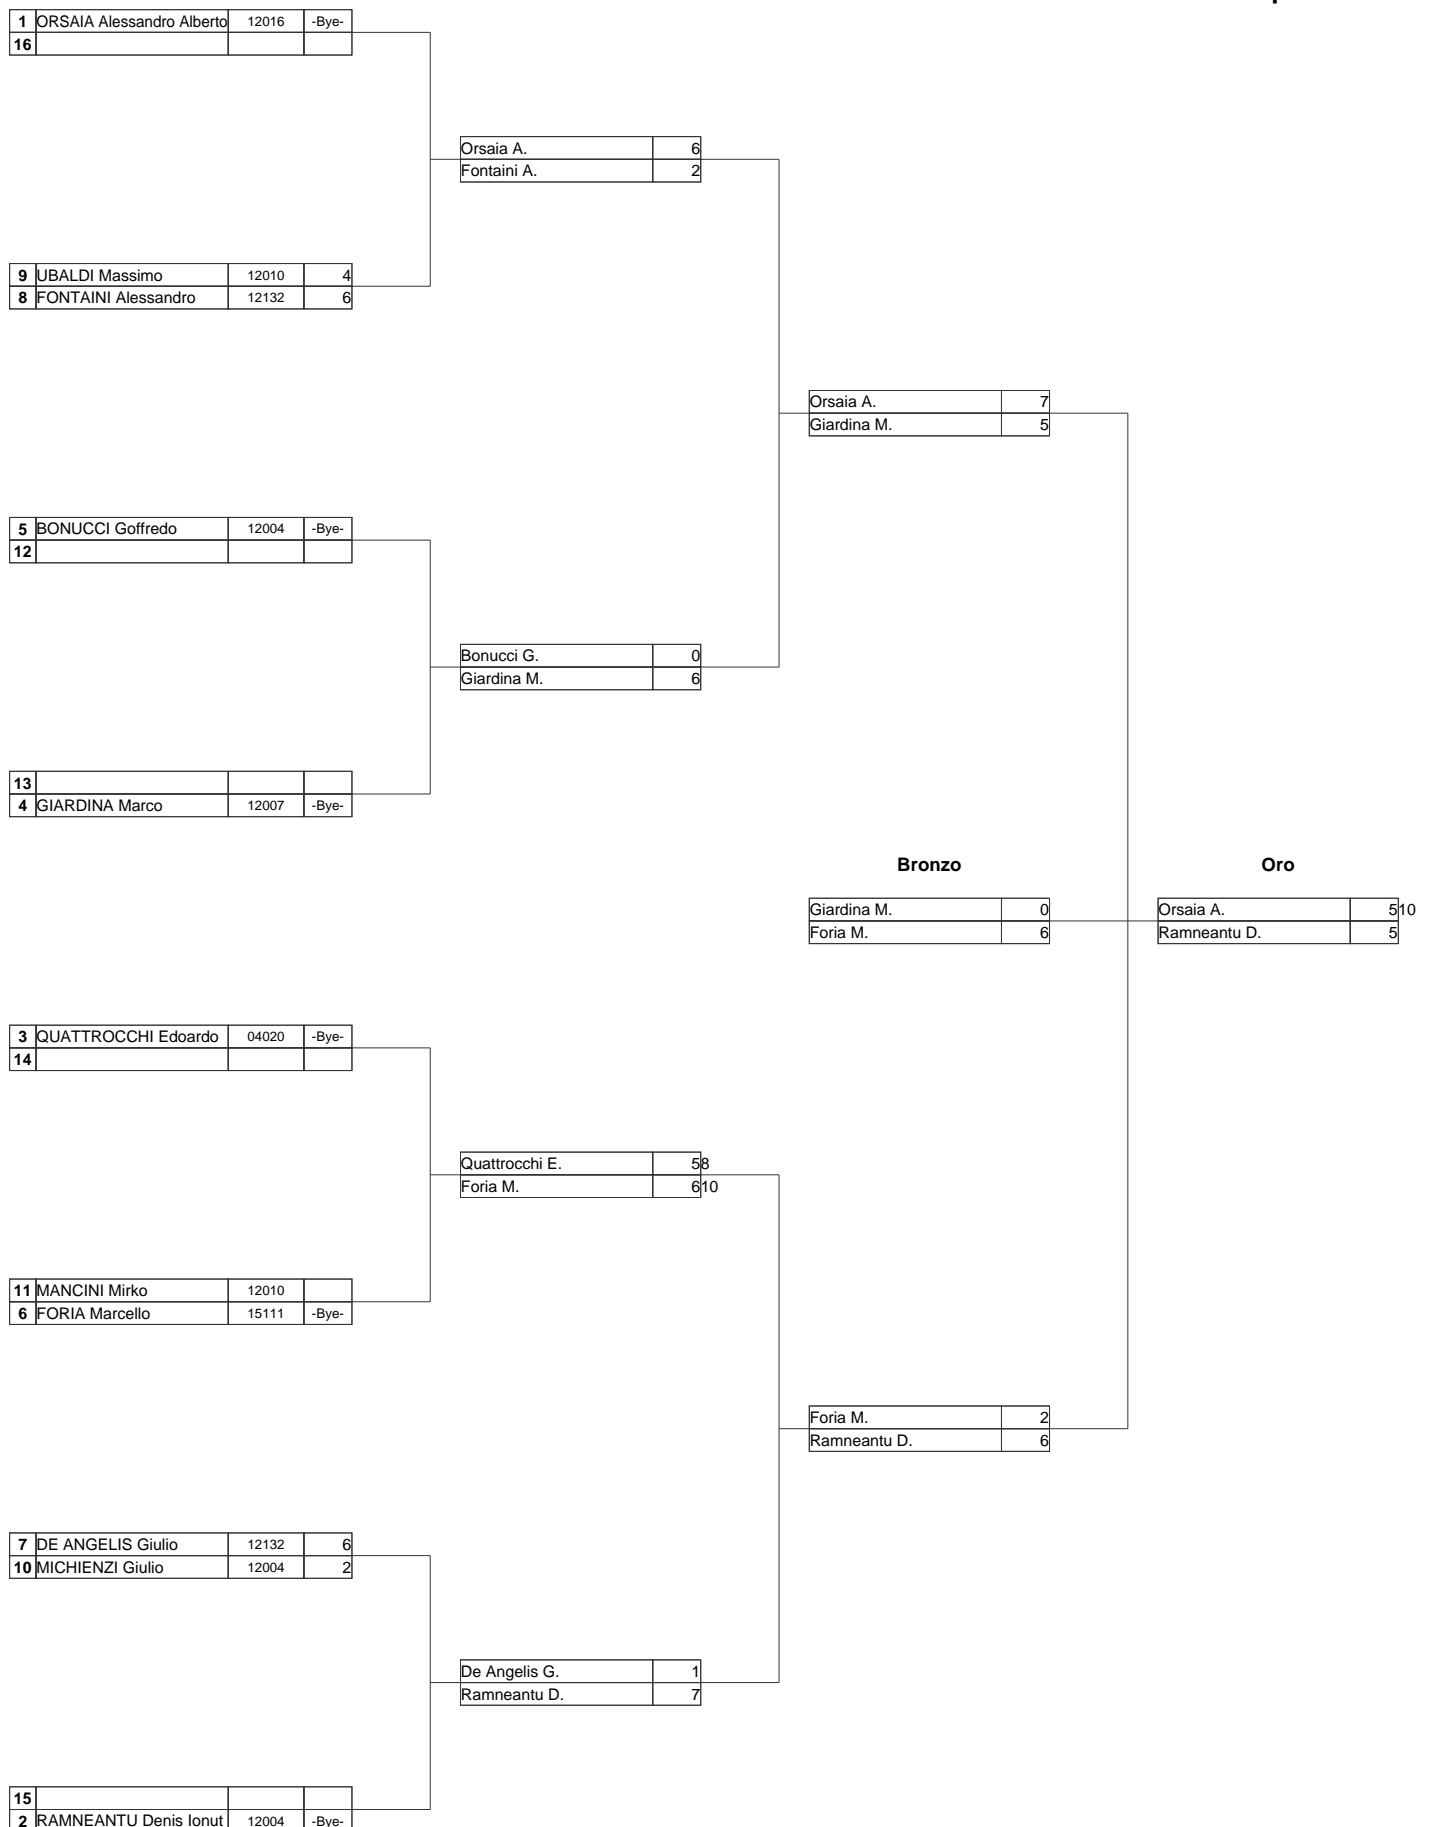 1 ORSAIA Alessandro Alberto 12016 -Bye-
16
Orsaia A. 6
Fontaini A. 2
9 UBALDI Massimo 12010 4
8 FONTAINI Alessandro 12132 6
Orsaia A. 7
Giardina M. 5
5 BONUCCI Goffredo 12004 -Bye-
12
Bonucci G. 0
Giardina M. 6
13
4 GIARDINA Marco 12007 -Bye-
Bronzo Oro
Giardina M. 0 Orsaia A. 5 10
Foria M. 6 Ramneantu D. 5
3 QUATTROCCHI Edoardo 04020 -Bye-
14
Quattrocchi E. 5 8
Foria M. 6 10
11 MANCINI Mirko 12010
6 FORIA Marcello 15111 -Bye-
Foria M. 2
Ramneantu D. 6
7 DE ANGELIS Giulio 12132 6
10 MICHIENZI Giulio 12004 2
De Angelis G. 1
Ramneantu D. 7
15
2 RAMNEANTU Denis Ionut 12004 -Bye-